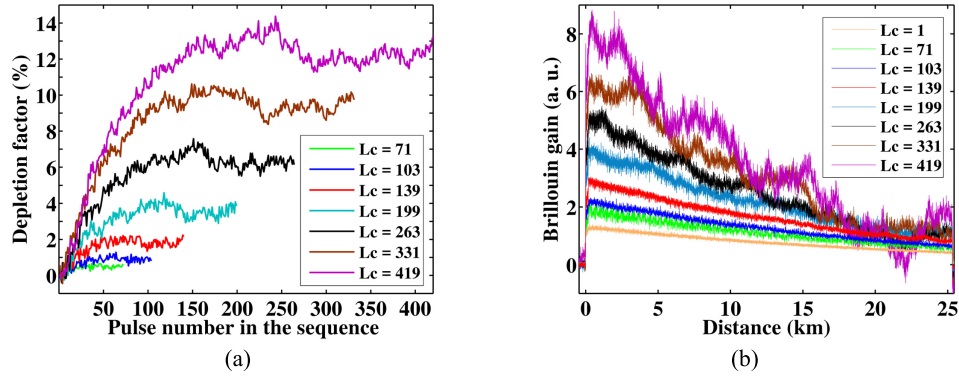 Depletion factor (%)
14
12
10
8
6
4
2
0
50 100 150 200 250 300 350 400
Pulse number in the sequence
Lc = 71
Lc = 103
Lc = 139
Lc = 199
Lc = 263
Lc = 331
Lc = 419
(a)
Brillouin gain (a. u.)
8
6
4
2
0
0 5 10 15 20 25
Distance (km)
Lc = 1
Lc = 71
Lc = 103
Lc = 139
Lc = 199
Lc = 263
Lc = 331
Lc = 419
(b)